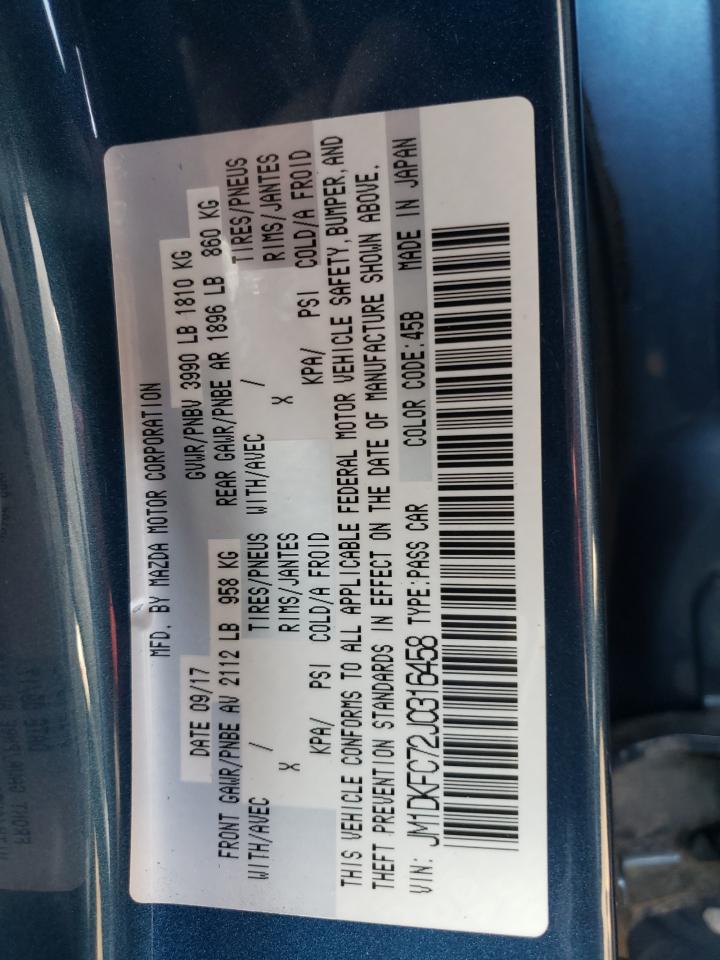 MFD. BY MAZDA MOTOR CORPORATION
DATE 09/17 GVWR/PNBV 3990 LB 1810 KG
FRONT GAWR/PNBE AV 2112 LB 958 KG REAR GAWR/PNBE AR 1896 LB 860 KG
WITH/AVEC / TIRES/PNEUS WITH/AVEC / TIRES/PNEUS
X RIMS/JANTES X RIMS/JANTES
KPA/ PSI COLD/A FROID KPA/ PSI COLD/A FROID
THIS VEHICLE CONFORMS TO ALL APPLICABLE FEDERAL MOTOR VEHICLE SAFETY, BUMPER, AND
THEFT PREVENTION STANDARDS IN EFFECT ON THE DATE OF MANUFACTURE SHOWN ABOVE.
VIN: JM1DKFC72J0316458 TYPE:PASS CAR COLOR CODE:45B MADE IN JAPAN